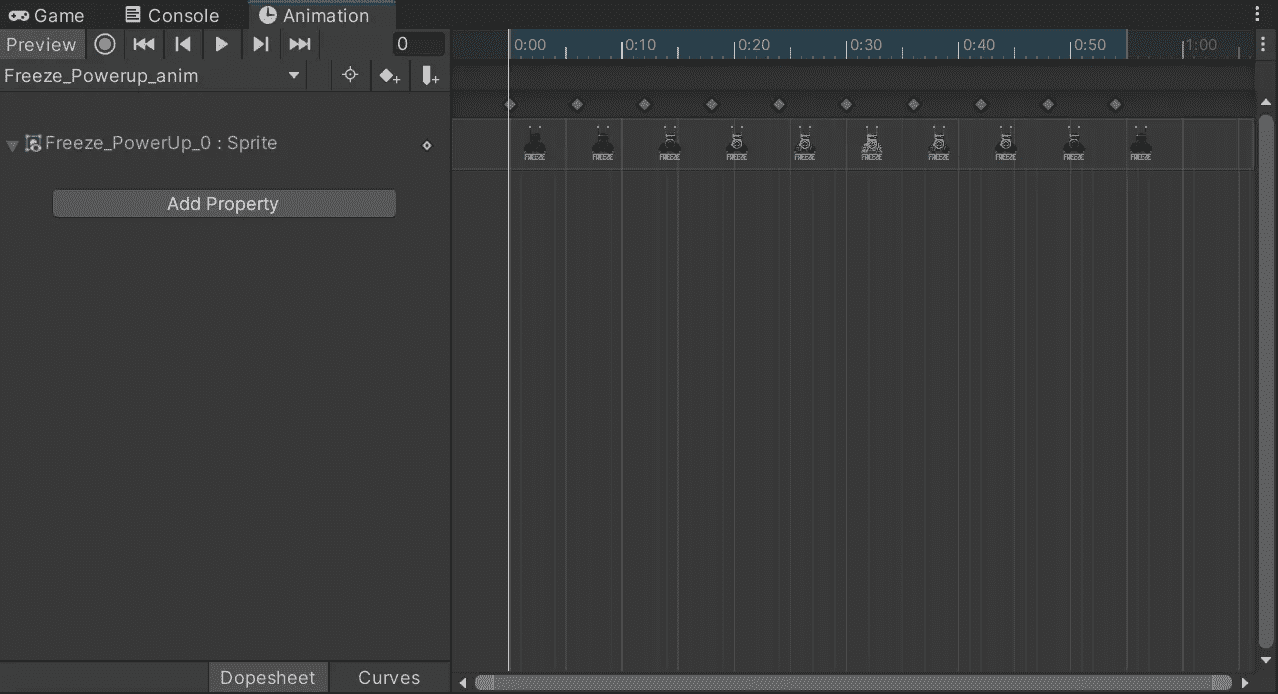 Game Console Animation
Preview 0 0:00 0:10 0:20 0:30 0:40 0:50 1:00
Freeze_Powerup_anim
Freeze_PowerUp_0 : Sprite
FREEZE FREEZE FREEZE FREEZE FREEZE FREEZE FREEZE FREEZE FREEZE FREEZE
Add Property
Dopesheet Curves